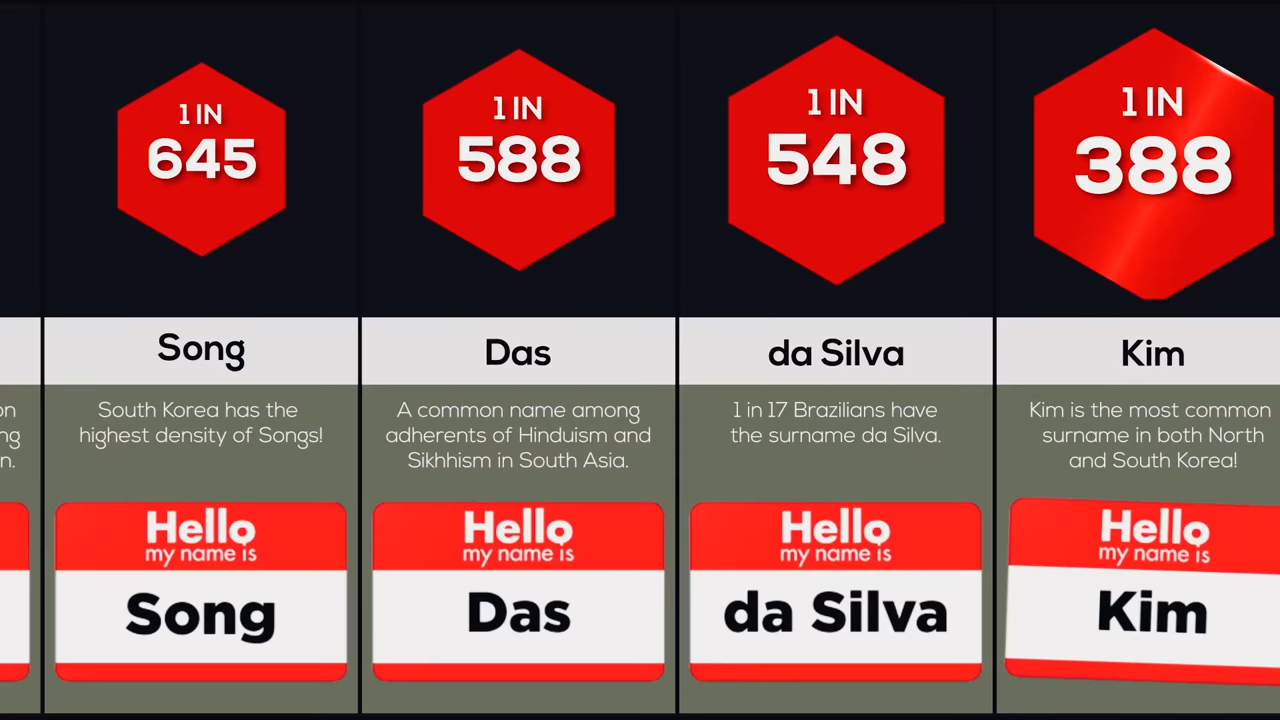 1 IN
645
Song
South Korea has the
highest density of Songs!
Hello
my name is
Song
1 IN
588
Das
A common name among
adherents of Hinduism and
Sikhhism in South Asia.
Hello
my name is
Das
1 IN
548
da Silva
1 in 17 Brazilians have
the surname da Silva.
Hello
my name is
da Silva
1 IN
388
Kim
Kim is the most common
surname in both North
and South Korea!
Hello
my name is
Kim